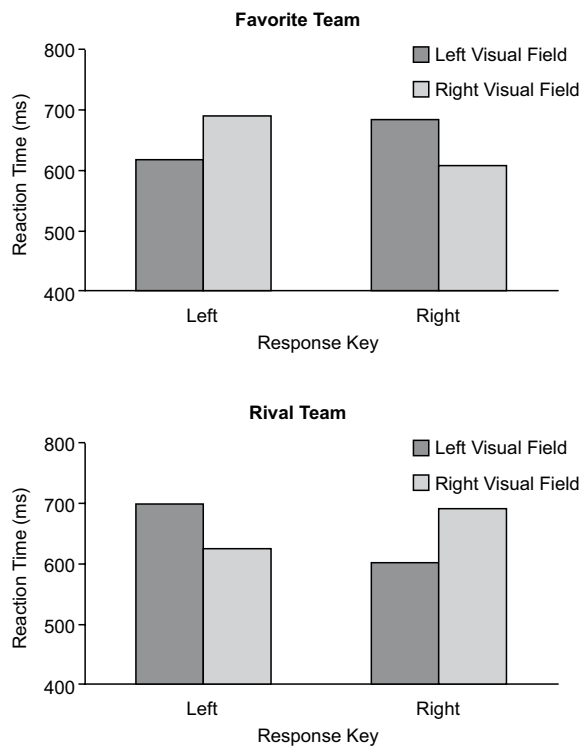 Favorite Team
800
700
600
500
400
Reaction Time (ms)
Left Visual Field
Right Visual Field
Left
Right
Response Key
Rival Team
800
700
600
500
400
Reaction Time (ms)
Left Visual Field
Right Visual Field
Left
Right
Response Key